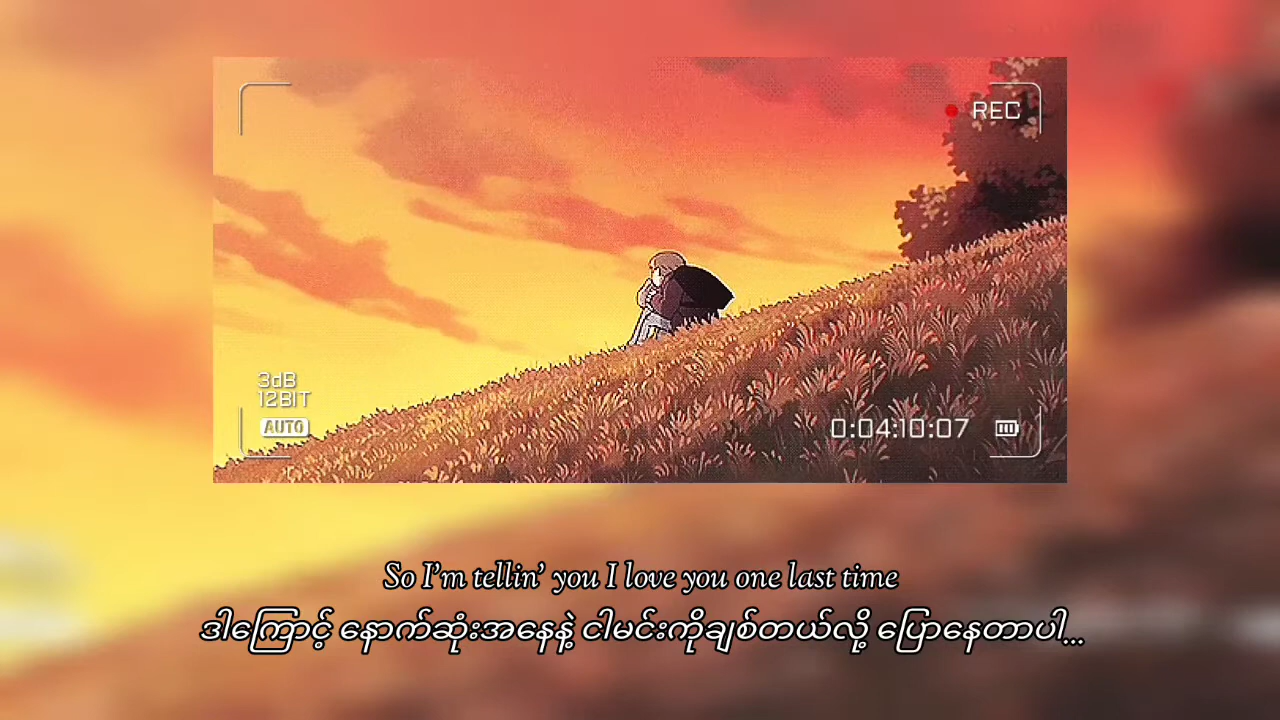 REC
3dB
12BIT
AUTO
0:04:10:07
So I'm tellin' you I love you one last time
ဒါကြောင့် နောက်ဆုံးအနေနဲ့ ငါမင်းကိုချစ်တယ်လို့ ပြောနေတာပါ...